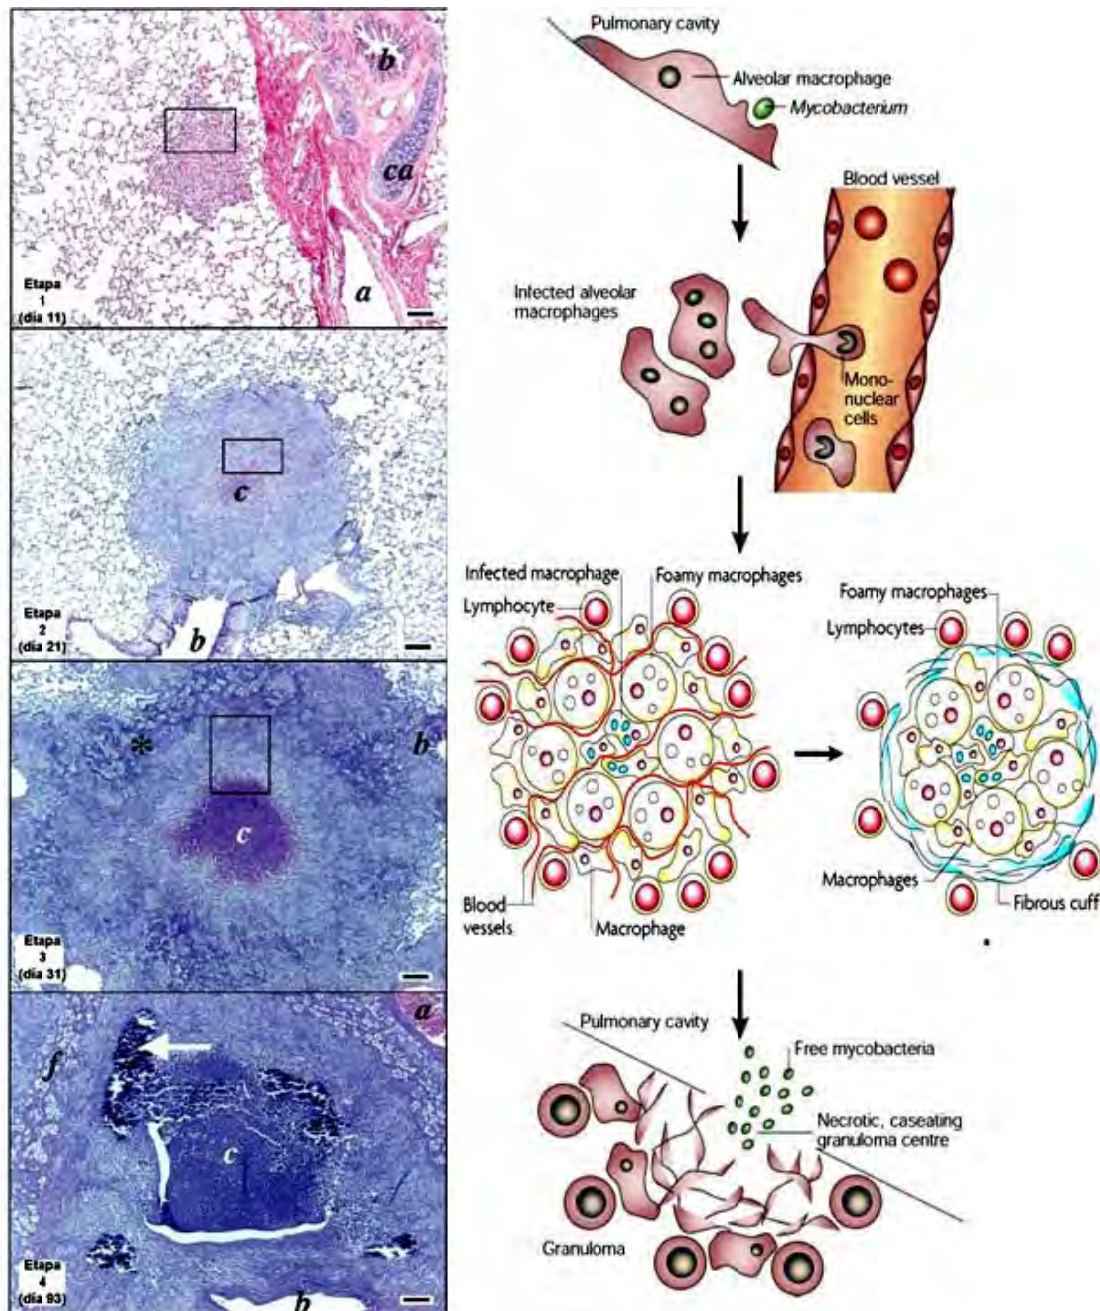 b
ca
a
Etapa
1
(dia 11)
c
b
Etapa
2
(dia 21)
*
b
c
Etapa
3
(dia 31)
a
f
c
b
Etapa
4
(dia 93)
Pulmonary cavity
Alveolar macrophage
Mycobacterium
Blood vessel
Infected alveolar
macrophages
Mono-
nuclear
cells
Infected macrophage
Foamy macrophages
Lymphocyte
Blood
vessels
Macrophage
Foamy macrophages
Lymphocytes
Macrophages
Fibrous cuff
Pulmonary cavity
Free mycobacteria
Necrotic, caseating
granuloma centre
Granuloma